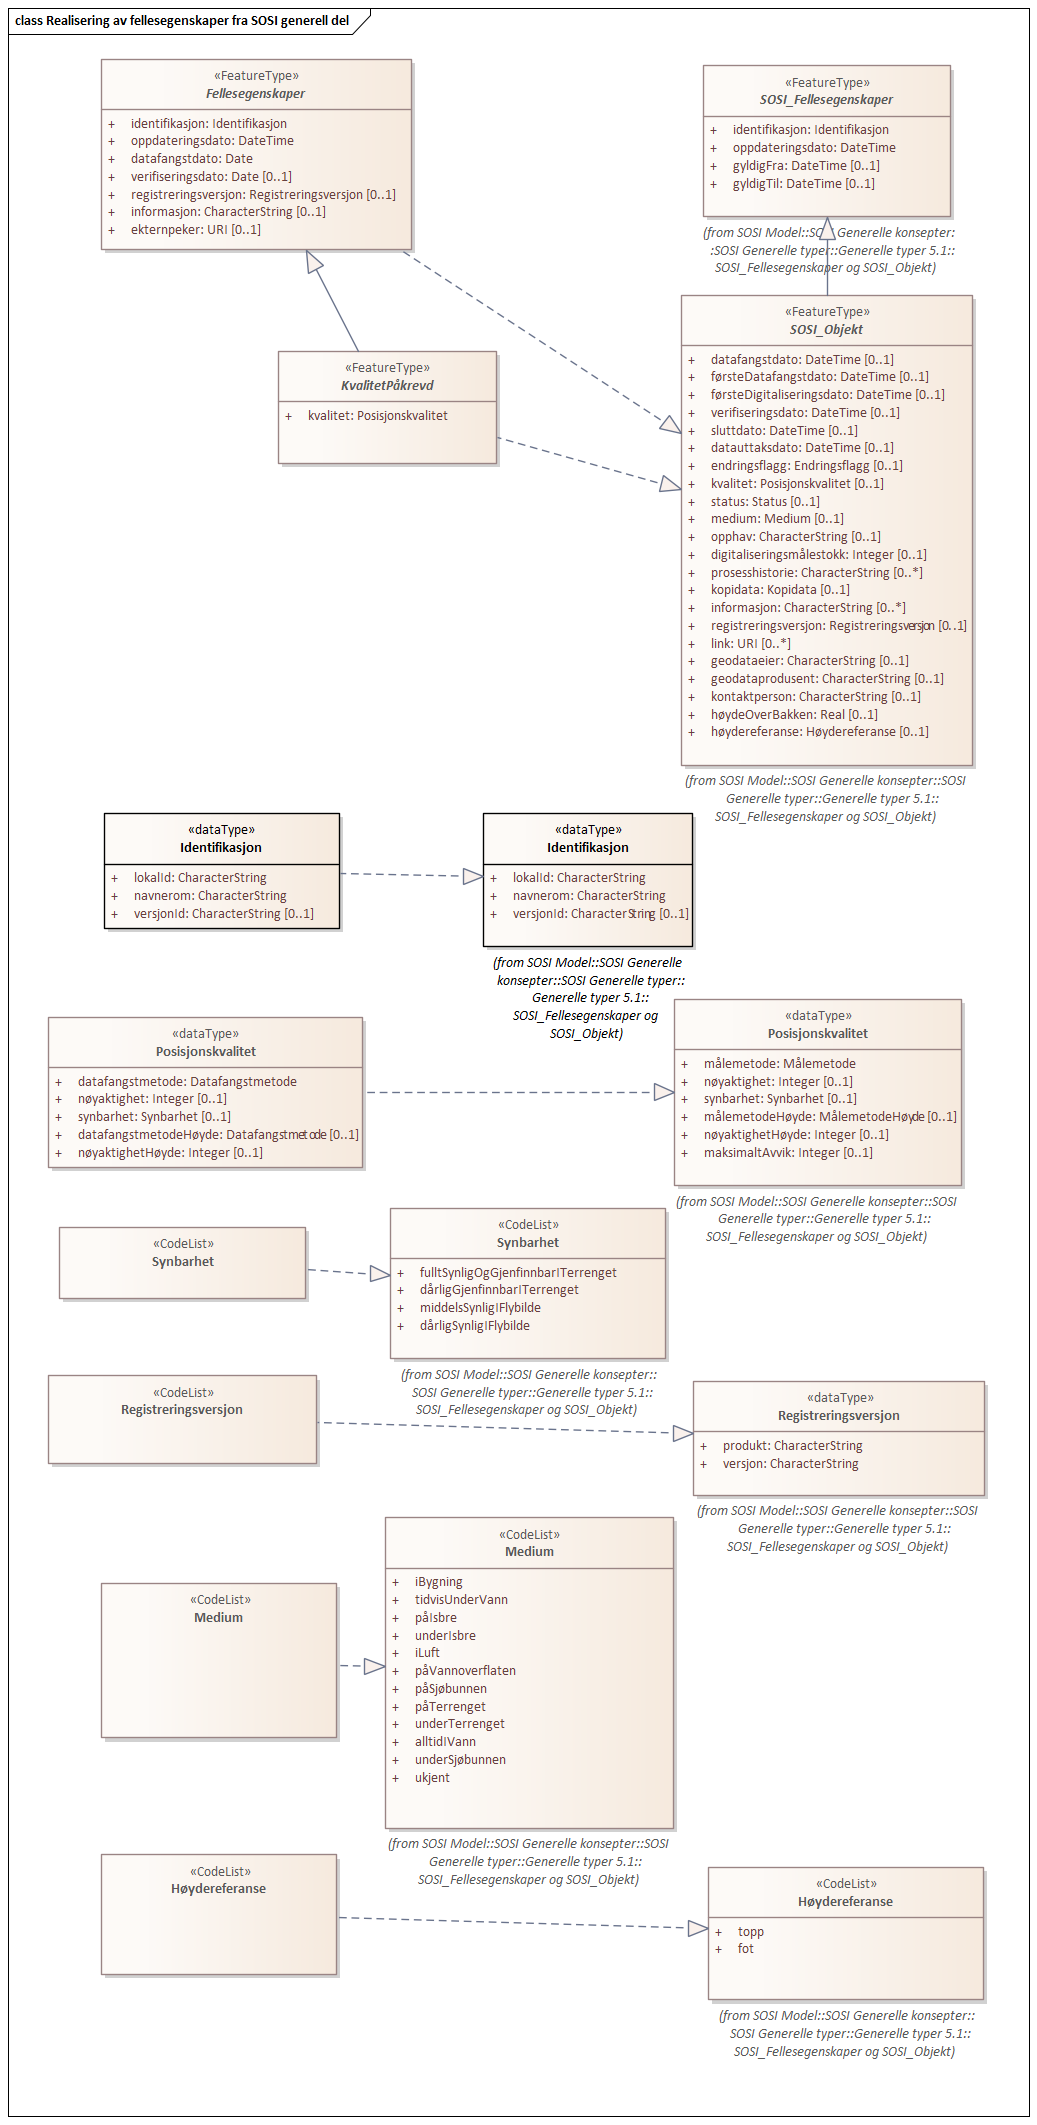 class Realisering av fellesegenskaper fra SOSI generell del
«FeatureType»
Fellesegenskaper
+ identifikasjon: Identifikasjon
+ oppdateringsdato: DateTime
+ datafangstdato: Date
+ verifiseringsdato: Date [0..1]
+ registreringsversjon: Registreringsversjon [0..1]
+ informasjon: CharacterString [0..1]
+ ekternpeker: URI [0..1]
«FeatureType»
SOSI_Fellesegenskaper
+ identifikasjon: Identifikasjon
+ oppdateringsdato: DateTime
+ gyldigFra: DateTime [0..1]
+ gyldigTil: DateTime [0..1]
(from SOSI Model::SOSI Generelle konsepter:
:SOSI Generelle typer::Generelle typer 5.1::
SOSI_Fellesegenskaper og SOSI_Objekt)
«FeatureType»
KvalitetPåkrevd
+ kvalitet: Posisjonskvalitet
«FeatureType»
SOSI_Objekt
+ datafangstdato: DateTime [0..1]
+ førsteDatafangstdato: DateTime [0..1]
+ førsteDigitaliseringsdato: DateTime [0..1]
+ verifiseringsdato: DateTime [0..1]
+ sluttdato: DateTime [0..1]
+ datauttaksdato: DateTime [0..1]
+ endringsflagg: Endringsflagg [0..1]
+ kvalitet: Posisjonskvalitet [0..1]
+ status: Status [0..1]
+ medium: Medium [0..1]
+ opphav: CharacterString [0..1]
+ digitaliseringsmålestokk: Integer [0..1]
+ prosesshistorie: CharacterString [0..*]
+ kopidata: Kopidata [0..1]
+ informasjon: CharacterString [0..*]
+ registreringsversjon: Registreringsversjon [0..1]
+ link: URI [0..*]
+ geodataeier: CharacterString [0..1]
+ geodataprodusent: CharacterString [0..1]
+ kontaktperson: CharacterString [0..1]
+ høydeOverBakken: Real [0..1]
+ høydereferanse: Høydereferanse [0..1]
(from SOSI Model::SOSI Generelle konsepter::SOSI
Generelle typer::Generelle typer 5.1::
SOSI_Fellesegenskaper og SOSI_Objekt)
«dataType»
Identifikasjon
+ lokalId: CharacterString
+ navnerom: CharacterString
+ versjonId: CharacterString [0..1]
«dataType»
Identifikasjon
+ lokalId: CharacterString
+ navnerom: CharacterString
+ versjonId: CharacterString [0..1]
(from SOSI Model::SOSI Generelle
konsepter::SOSI Generelle typer::
Generelle typer 5.1::
SOSI_Fellesegenskaper og
SOSI_Objekt)
«dataType»
Posisjonskvalitet
+ datafangstmetode: Datafangstmetode
+ nøyaktighet: Integer [0..1]
+ synbarhet: Synbarhet [0..1]
+ datafangstmetodeHøyde: Datafangstmetode [0..1]
+ nøyaktighetHøyde: Integer [0..1]
«dataType»
Posisjonskvalitet
+ målemetode: Målemetode
+ nøyaktighet: Integer [0..1]
+ synbarhet: Synbarhet [0..1]
+ målemetodeHøyde: MålemetodeHøyde [0..1]
+ nøyaktighetHøyde: Integer [0..1]
+ maksimaltAvvik: Integer [0..1]
(from SOSI Model::SOSI Generelle konsepter::SOSI
Generelle typer::Generelle typer 5.1::
SOSI_Fellesegenskaper og SOSI_Objekt)
«CodeList»
Synbarhet
«CodeList»
Synbarhet
+ fulltSynligOgGjenfinnbarITerrenget
+ dårligGjenfinnbarITerrenget
+ middelsSynligIFlybilde
+ dårligSynligIFlybilde
(from SOSI Model::SOSI Generelle konsepter::
SOSI Generelle typer::Generelle typer 5.1::
SOSI_Fellesegenskaper og SOSI_Objekt)
«CodeList»
Registreringsversjon
«dataType»
Registreringsversjon
+ produkt: CharacterString
+ versjon: CharacterString
(from SOSI Model::SOSI Generelle konsepter::SOSI
Generelle typer::Generelle typer 5.1::
SOSI_Fellesegenskaper og SOSI_Objekt)
«CodeList»
Medium
«CodeList»
Medium
+ iBygning
+ tidvisUnderVann
+ påIsbre
+ underIsbre
+ iLuft
+ påVannoverflaten
+ påSjøbunnen
+ påTerrenget
+ underTerrenget
+ alltidIVann
+ underSjøbunnen
+ ukjent
(from SOSI Model::SOSI Generelle konsepter::SOSI
Generelle typer::Generelle typer 5.1::
SOSI_Fellesegenskaper og SOSI_Objekt)
«CodeList»
Høydereferanse
«CodeList»
Høydereferanse
+ topp
+ fot
(from SOSI Model::SOSI Generelle konsepter::
SOSI Generelle typer::Generelle typer 5.1::
SOSI_Fellesegenskaper og SOSI_Objekt)